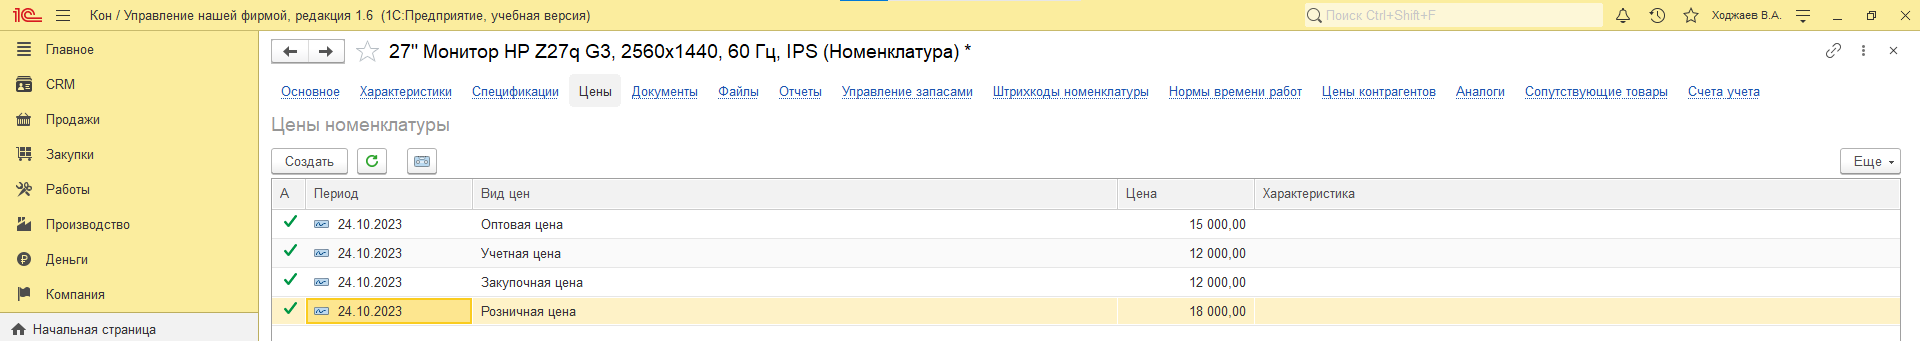 1С Кон / Управление нашей фирмой, редакция 1.6 (1С:Предприятие, учебная версия) Поиск Ctrl+Shift+F Ходжаев В.А.
Главное
CRM
Продажи
Закупки
Работы
Производство
Деньги
Компания
Начальная страница
27" Монитор HP Z27q G3, 2560x1440, 60 Гц, IPS (Номенклатура) *
Основное Характеристики Спецификации Цены Документы Файлы Отчеты Управление запасами Штрихкоды номенклатуры Нормы времени работ Цены контрагентов Аналоги Сопутствующие товары Счета учета
Цены номенклатуры
Создать Еще
А Период Вид цен Цена Характеристика
24.10.2023 Оптовая цена 15 000,00
24.10.2023 Учетная цена 12 000,00
24.10.2023 Закупочная цена 12 000,00
24.10.2023 Розничная цена 18 000,00